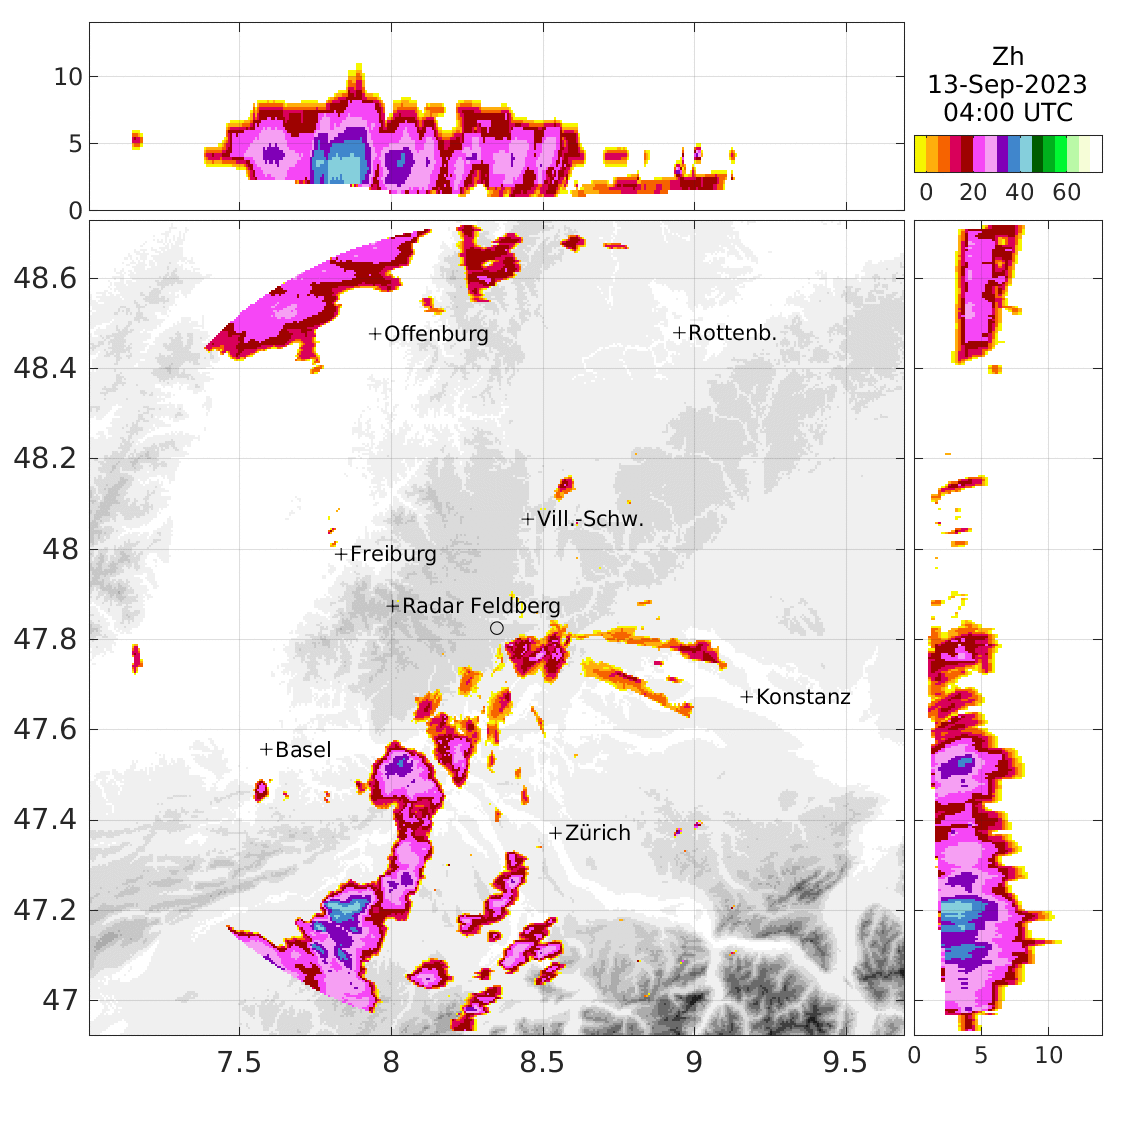 10
5
0
Zh
13-Sep-2023
04:00 UTC
0 20 40 60
48.6
48.4
48.2
48
47.8
47.6
47.4
47.2
47
+Offenburg
+Rottenb.
+Vill.-Schw.
+Freiburg
+Radar Feldberg
+Konstanz
+Basel
+Zürich
7.5 8 8.5 9 9.5
0 5 10